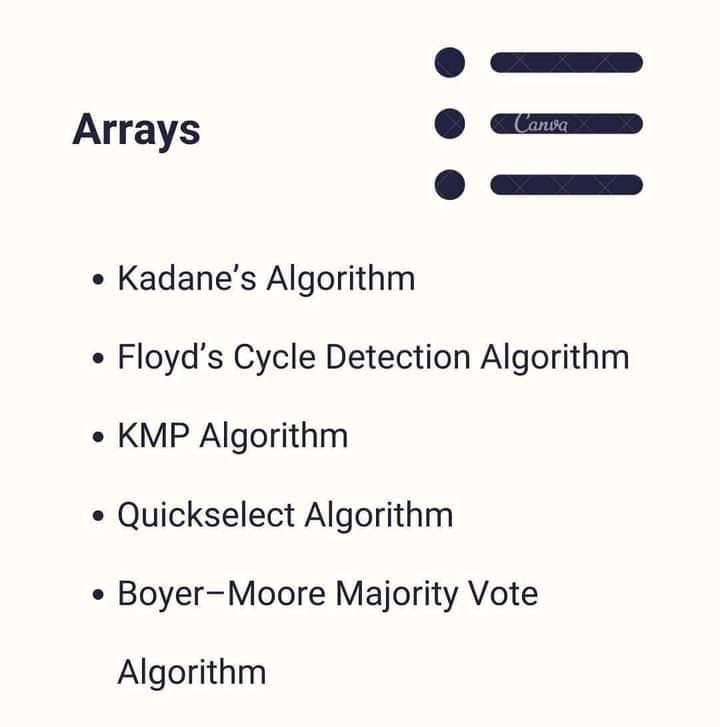 Arrays
Canva
• Kadane’s Algorithm
• Floyd’s Cycle Detection Algorithm
• KMP Algorithm
• Quickselect Algorithm
• Boyer–Moore Majority Vote
Algorithm